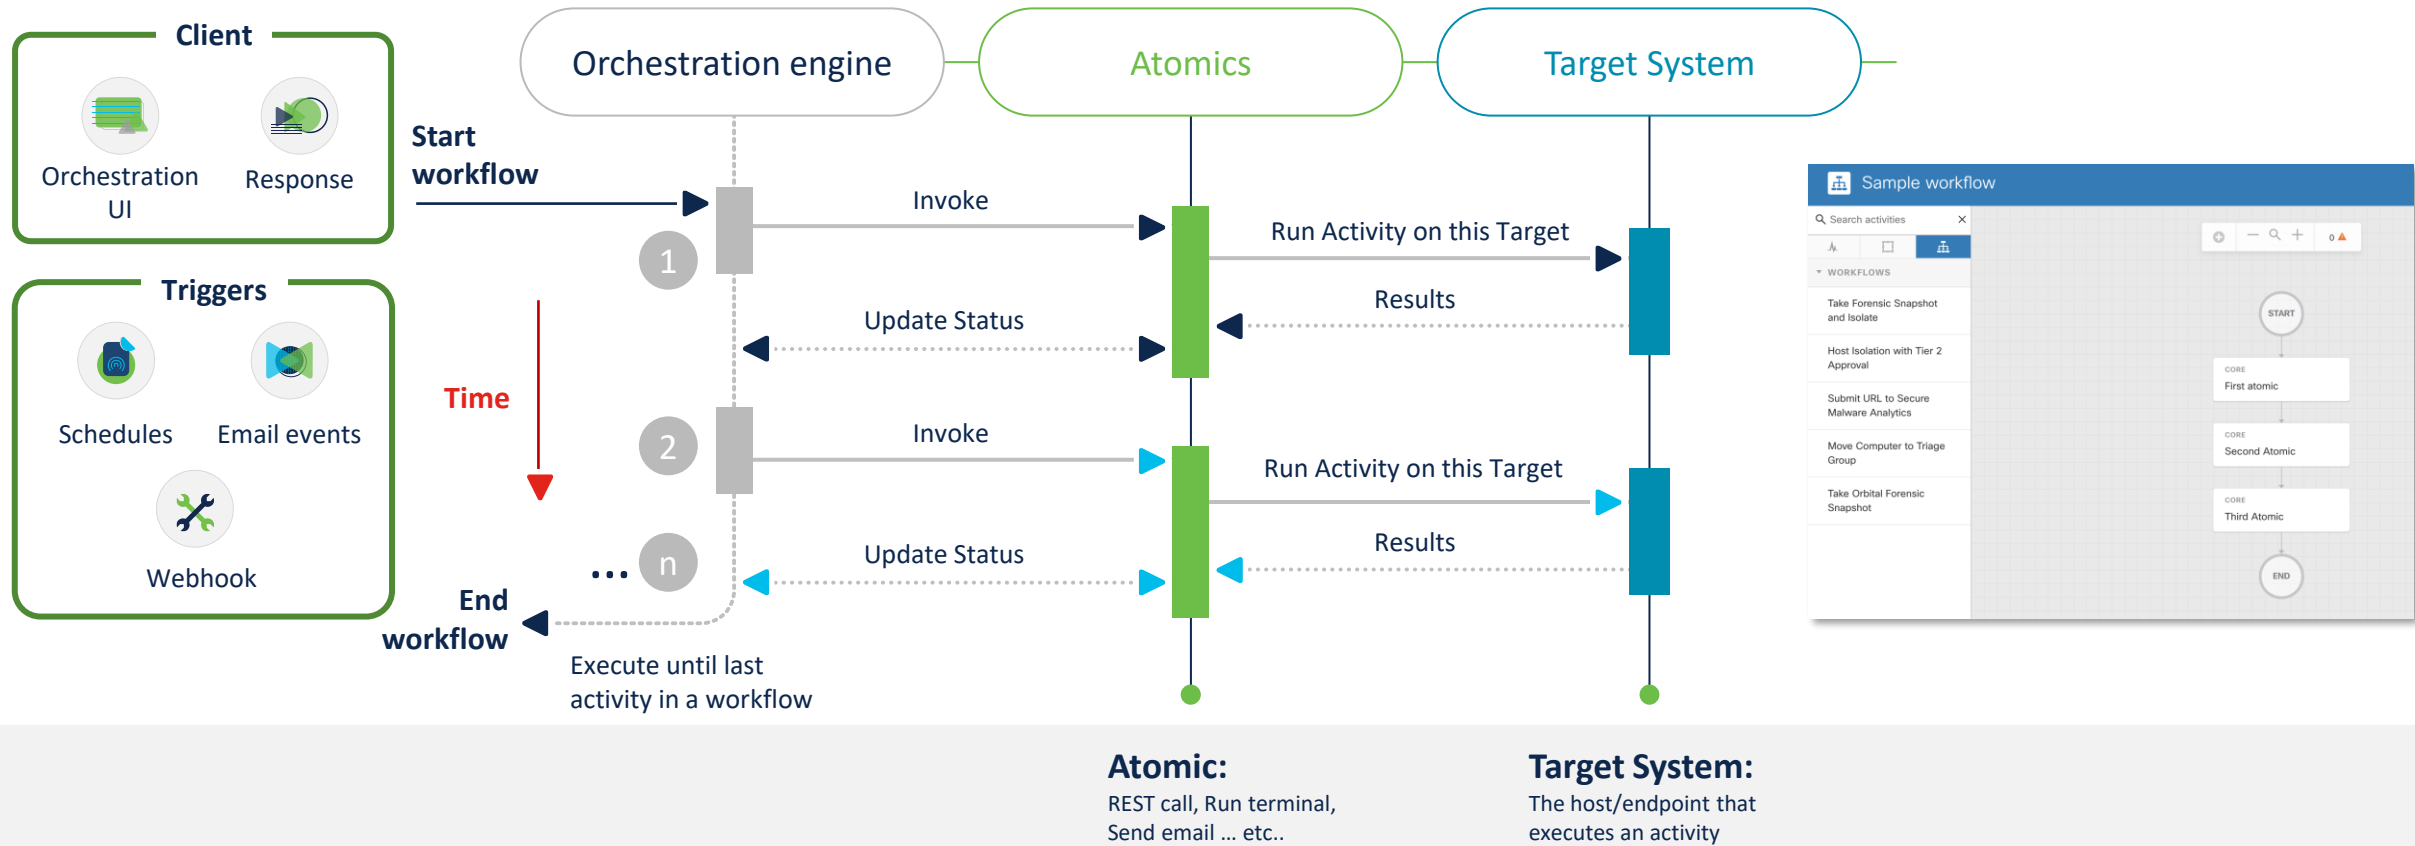 Client
Orchestration
UI
Response
Triggers
Schedules
Email events
Webhook
Start
workflow
Time
End
workflow
Orchestration engine
Atomics
Target System
1
Invoke
Run Activity on this Target
Results
Update Status
2
Invoke
Run Activity on this Target
Results
Update Status
... n
Execute until last
activity in a workflow
Sample workflow
Search activities
WORKFLOWS
Take Forensic Snapshot
and Isolate
Host Isolation with Tier 2
Approval
Submit URL to Secure
Malware Analytics
Move Computer to Triage
Group
Take Orbital Forensic
Snapshot
0
START
CORE
First atomic
CORE
Second Atomic
CORE
Third Atomic
END
Atomic:
REST call, Run terminal,
Send email ... etc..
Target System:
The host/endpoint that
executes an activity